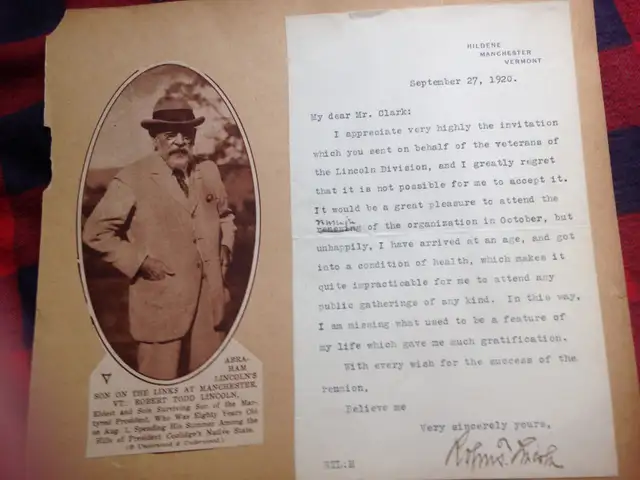 ABRA-
HAM
LINCOLN'S
SON ON THE LINKS AT MANCHESTER,
VT.: ROBERT TODD LINCOLN,
Eldest and Sole Surviving Son of the Mar-
tyred President, Who Was Eighty Years Old
on Aug. 1, Spending His Summer Among the
Hills of President Coolidge's Native State.
(© Underwood & Underwood.)
HILDENE
MANCHESTER
VERMONT
September 27, 1920.
My dear Mr. Clark:
I appreciate very highly the invitation
which you sent on behalf of the veterans of
the Lincoln Division, and I greatly regret
that it is not possible for me to accept it.
It would be a great pleasure to attend the
of the organization in October, but
unhappily, I have arrived at an age, and got
into a condition of health, which makes it
quite impracticable for me to attend any
public gatherings of any kind. In this way,
I am missing what used to be a feature of
my life which gave me much gratification.
With every wish for the success of the
reunion,
Believe me
Very sincerely yours,
Robert T. Lincoln
RTL:E